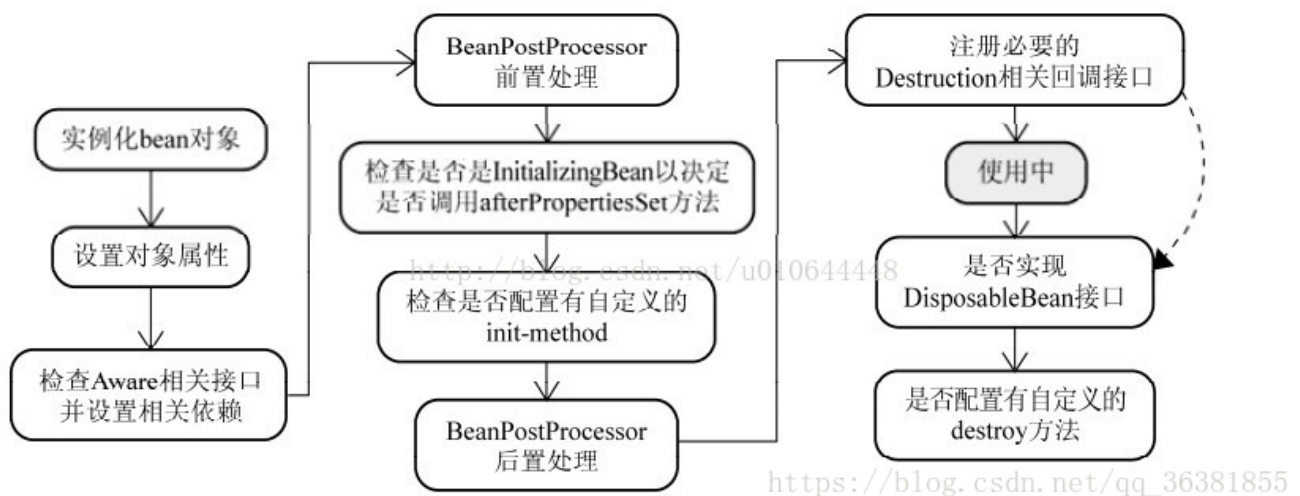 实例化bean对象
设置对象属性
检查Aware相关接口
并设置相关依赖
BeanPostProcessor
前置处理
检查是否是InitializingBean以决定
是否调用afterPropertiesSet方法
检查是否配置有自定义的
init-method
BeanPostProcessor
后置处理
注册必要的
Destruction相关回调接口
使用中
是否实现
DisposableBean接口
是否配置有自定义的
destroy方法
http://blog.csdn.net/u010644448
https://blog.csdn.net/qq_36381855